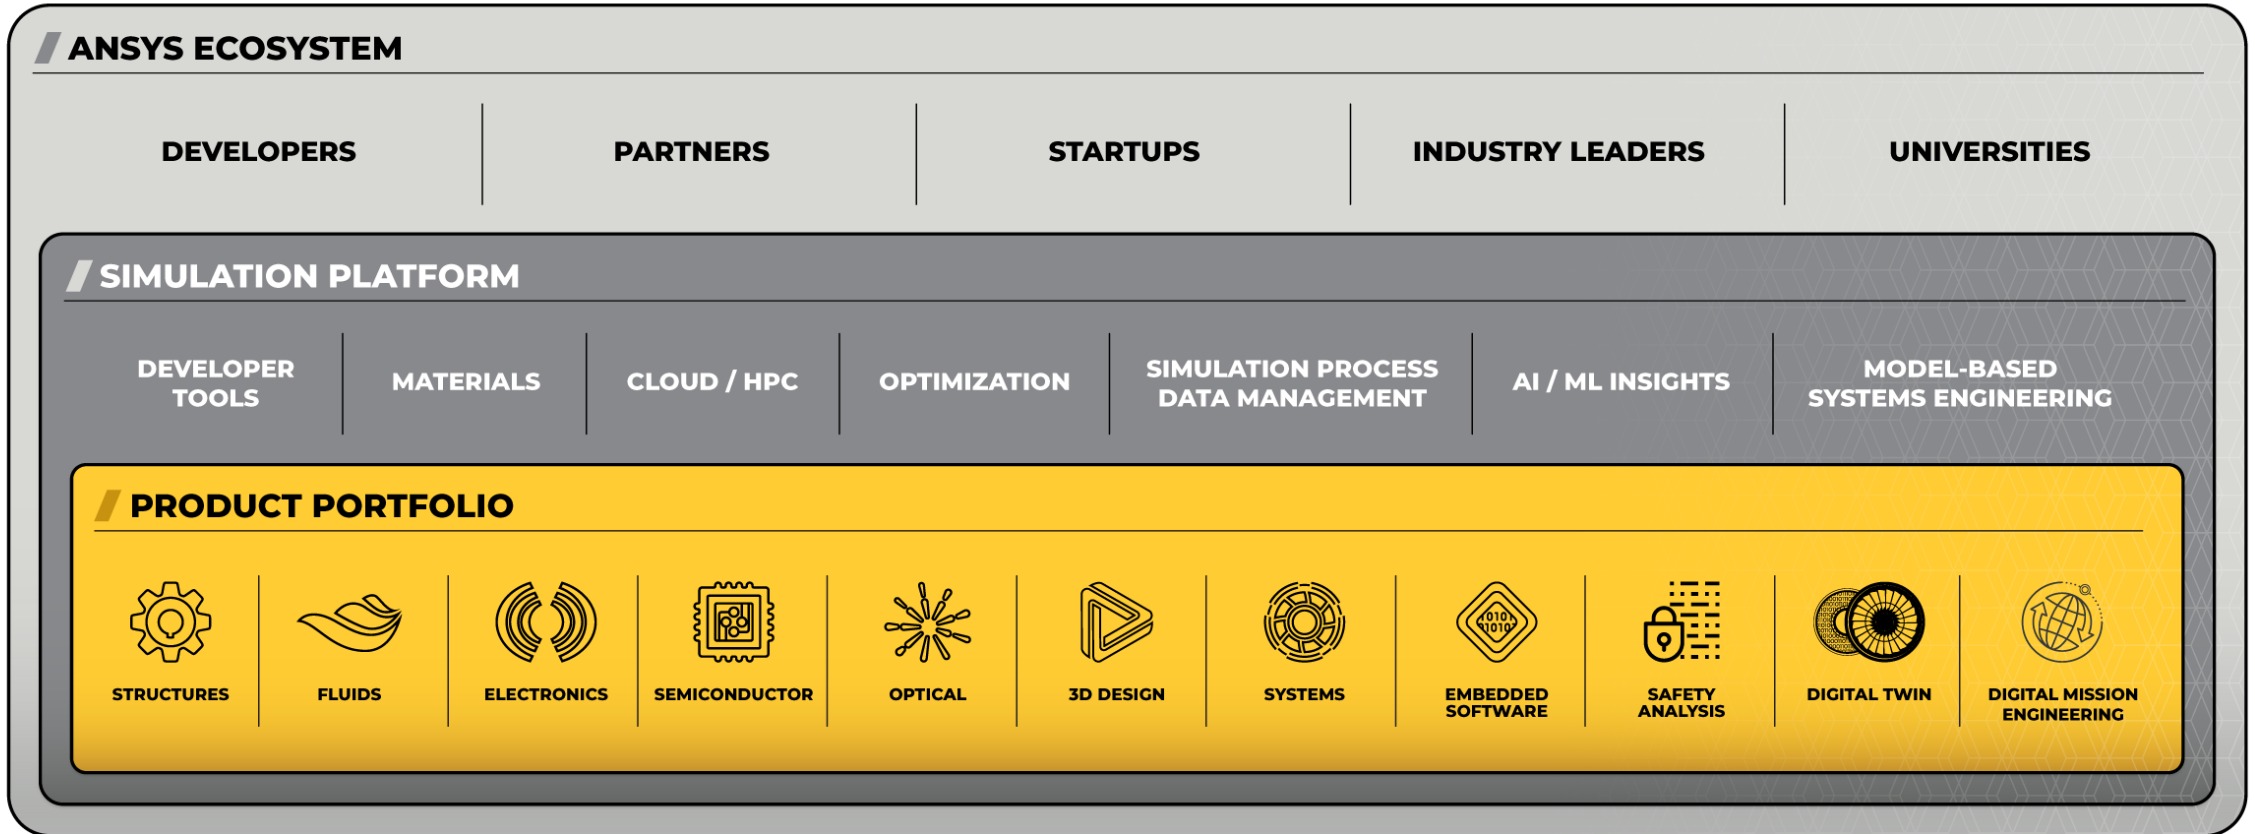 ANSYS ECOSYSTEM
DEVELOPERS
PARTNERS
STARTUPS
INDUSTRY LEADERS
UNIVERSITIES
SIMULATION PLATFORM
DEVELOPER
TOOLS
MATERIALS
CLOUD / HPC
OPTIMIZATION
SIMULATION PROCESS
DATA MANAGEMENT
AI / ML INSIGHTS
MODEL-BASED
SYSTEMS ENGINEERING
PRODUCT PORTFOLIO
STRUCTURES
FLUIDS
ELECTRONICS
SEMICONDUCTOR
OPTICAL
3D DESIGN
SYSTEMS
EMBEDDED
SOFTWARE
SAFETY
ANALYSIS
DIGITAL TWIN
DIGITAL MISSION
ENGINEERING